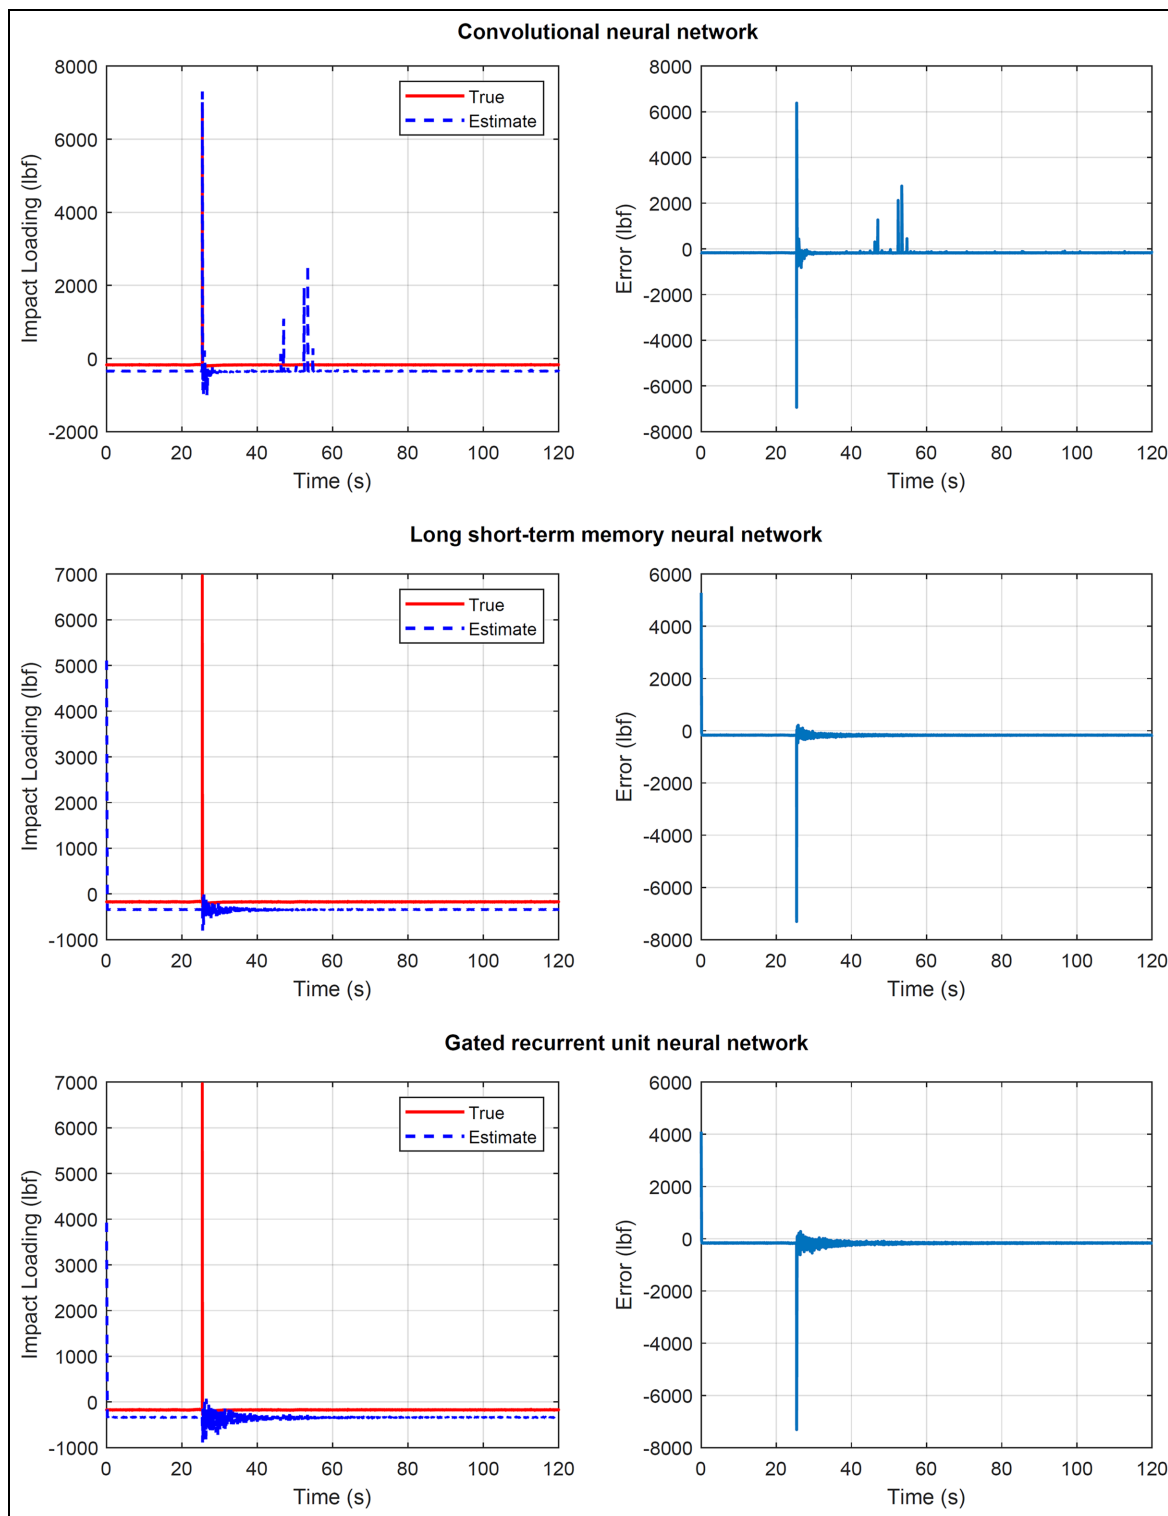 Convolutional neural network
8000
6000
4000
2000
0
-2000
Impact Loading (lbf)
True
Estimate
0 20 40 60 80 100 120
Time (s)
8000
6000
4000
2000
0
-2000
-4000
-6000
-8000
Error (lbf)
0 20 40 60 80 100 120
Time (s)
Long short-term memory neural network
7000
6000
5000
4000
3000
2000
1000
0
-1000
Impact Loading (lbf)
True
Estimate
0 20 40 60 80 100 120
Time (s)
6000
4000
2000
0
-2000
-4000
-6000
-8000
Error (lbf)
0 20 40 60 80 100 120
Time (s)
Gated recurrent unit neural network
7000
6000
5000
4000
3000
2000
1000
0
-1000
Impact Loading (lbf)
True
Estimate
0 20 40 60 80 100 120
Time (s)
6000
4000
2000
0
-2000
-4000
-6000
-8000
Error (lbf)
0 20 40 60 80 100 120
Time (s)